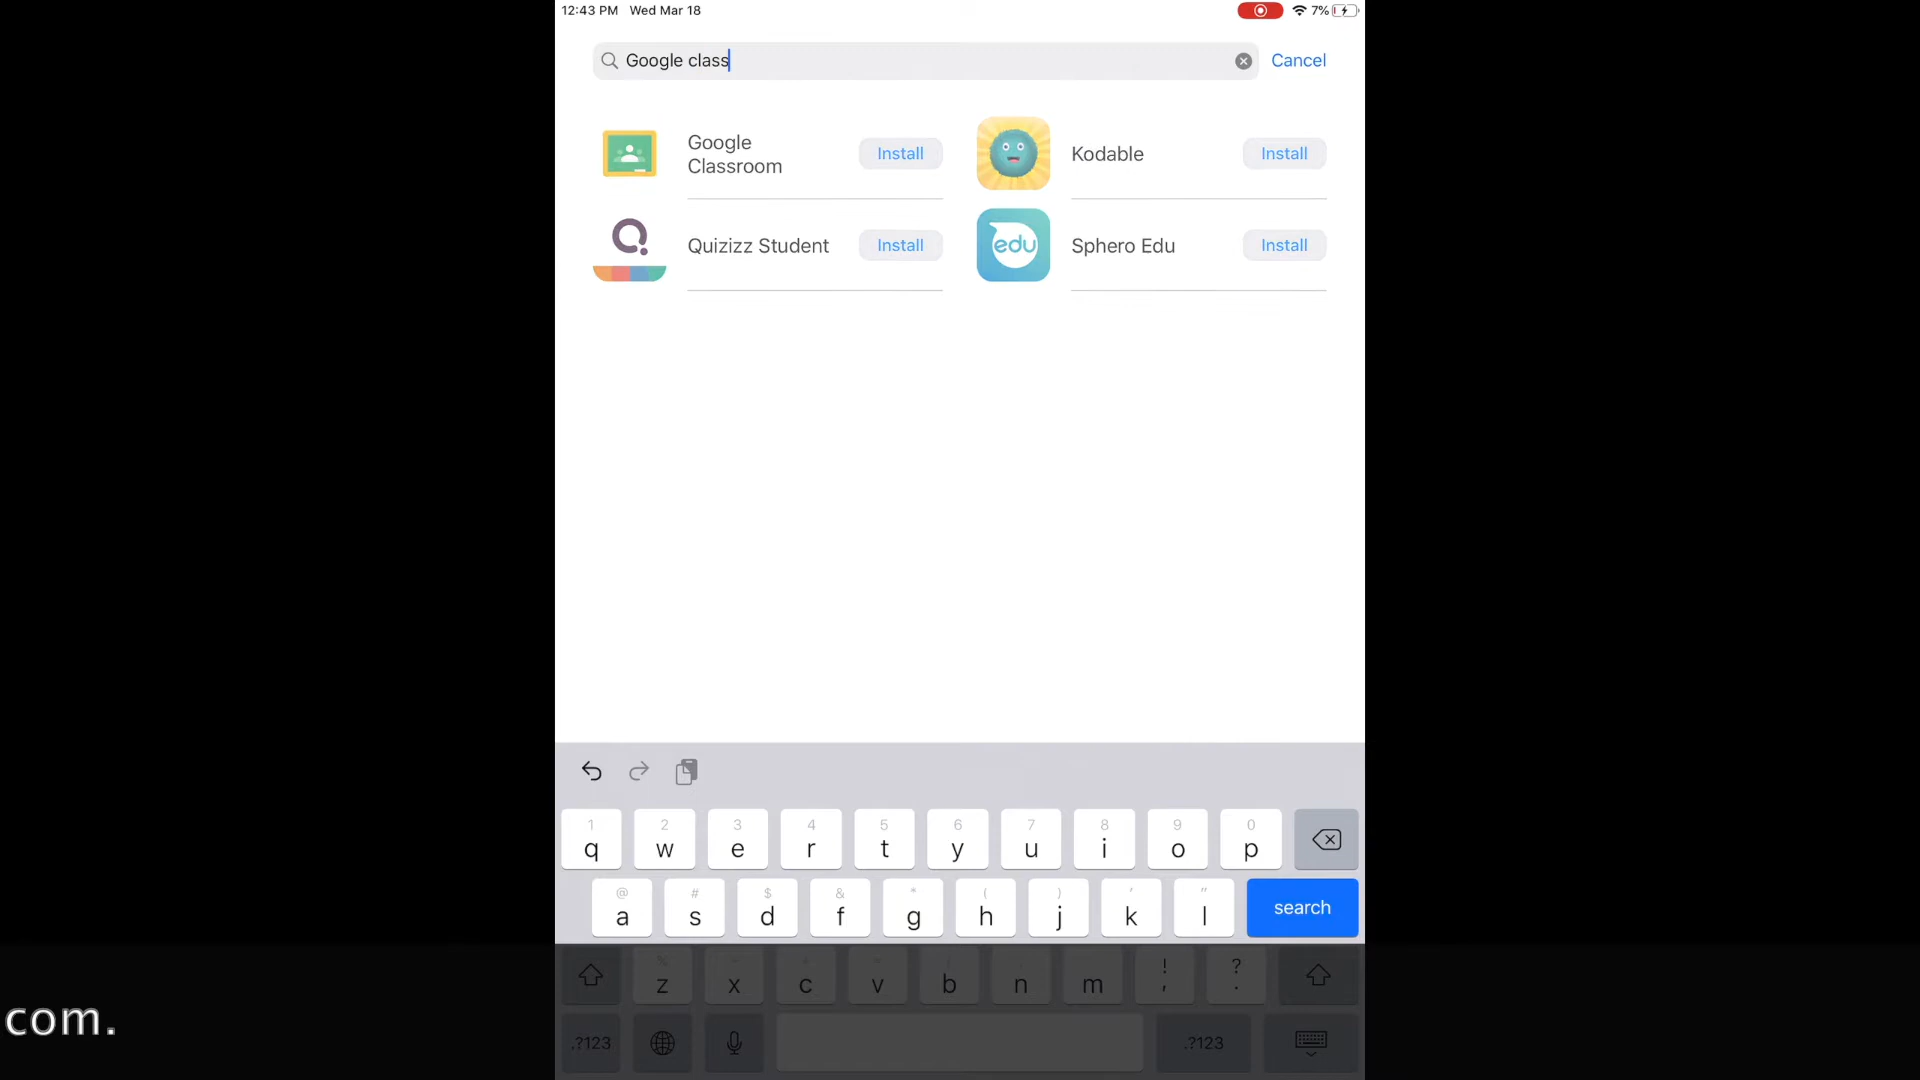 12:43 PM Wed Mar 18
7%
Google class
Cancel
Google Classroom
Install
Kodable
Install
Quizizz Student
Install
edu
Sphero Edu
Install
1 2 3 4 5 6 7 8 9 0
q w e r t y u i o p
@ # $ & * ( ) ' "
a s d f g h j k l search
! ?
z x c v b n m , .
.?123 .?123
com.